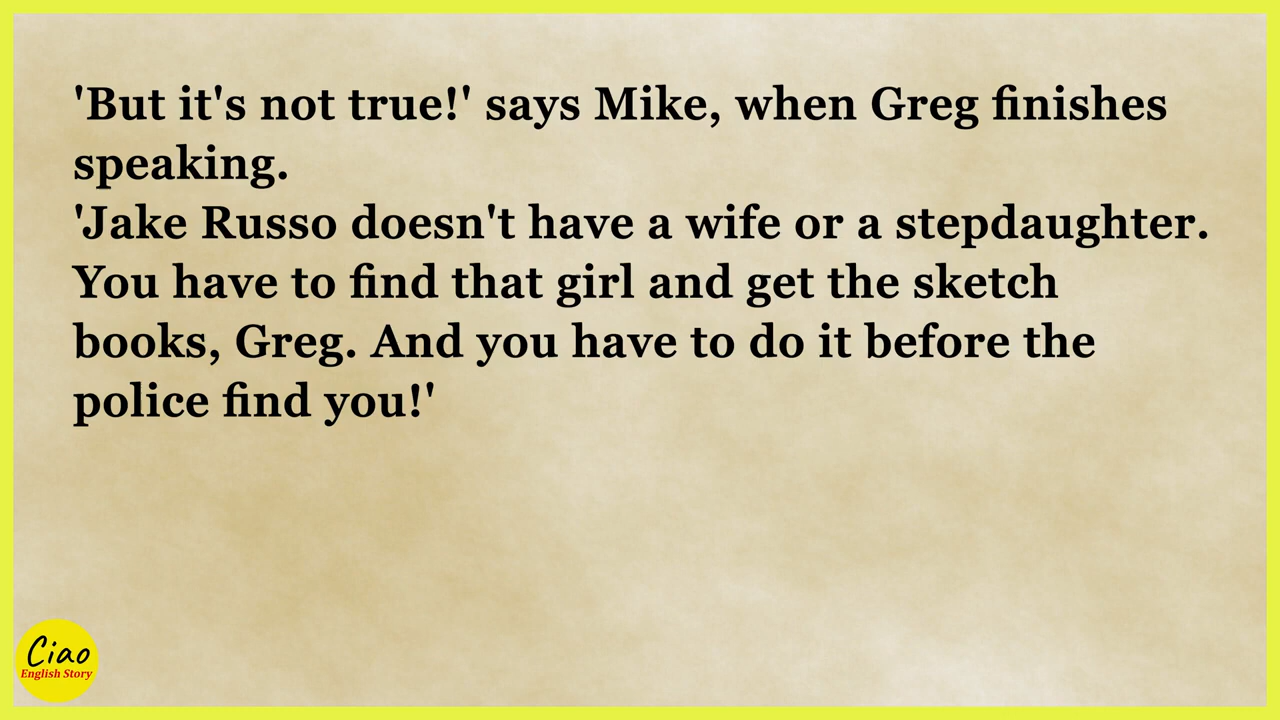 'But it's not true!' says Mike, when Greg finishes
speaking.
'Jake Russo doesn't have a wife or a stepdaughter.
You have to find that girl and get the sketch
books, Greg. And you have to do it before the
police find you!'
Ciao
English Story